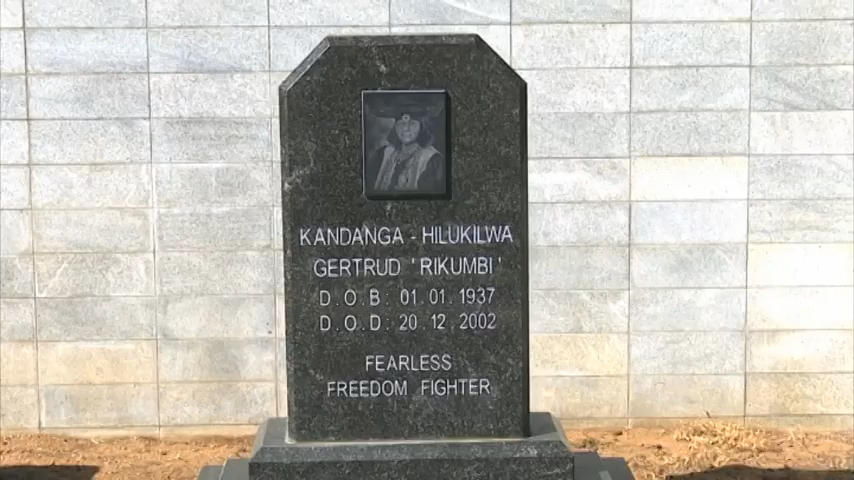 KANDANGA - HILUKILWA
GERTRUD 'RIKUMBI'
D.O.B: 01.01.1937
D.O.D: 20.12.2002
FEARLESS
FREEDOM FIGHTER